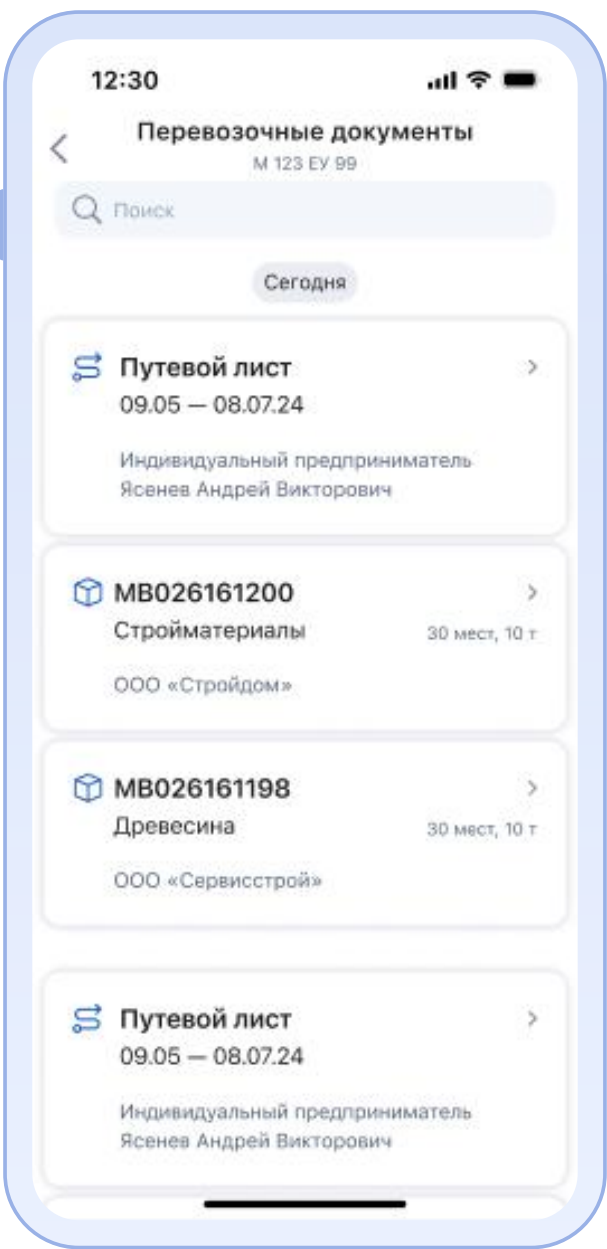 12:30
Перевозочные документы
М 123 ЕУ 99
Поиск
Сегодня
Путевой лист
09.05 — 08.07.24
Индивидуальный предприниматель
Ясенев Андрей Викторович
МВ026161200
Стройматериалы
30 мест, 10 т
ООО «Стройдом»
МВ026161198
Древесина
30 мест, 10 т
ООО «Сервисстрой»
Путевой лист
09.05 — 08.07.24
Индивидуальный предприниматель
Ясенев Андрей Викторович